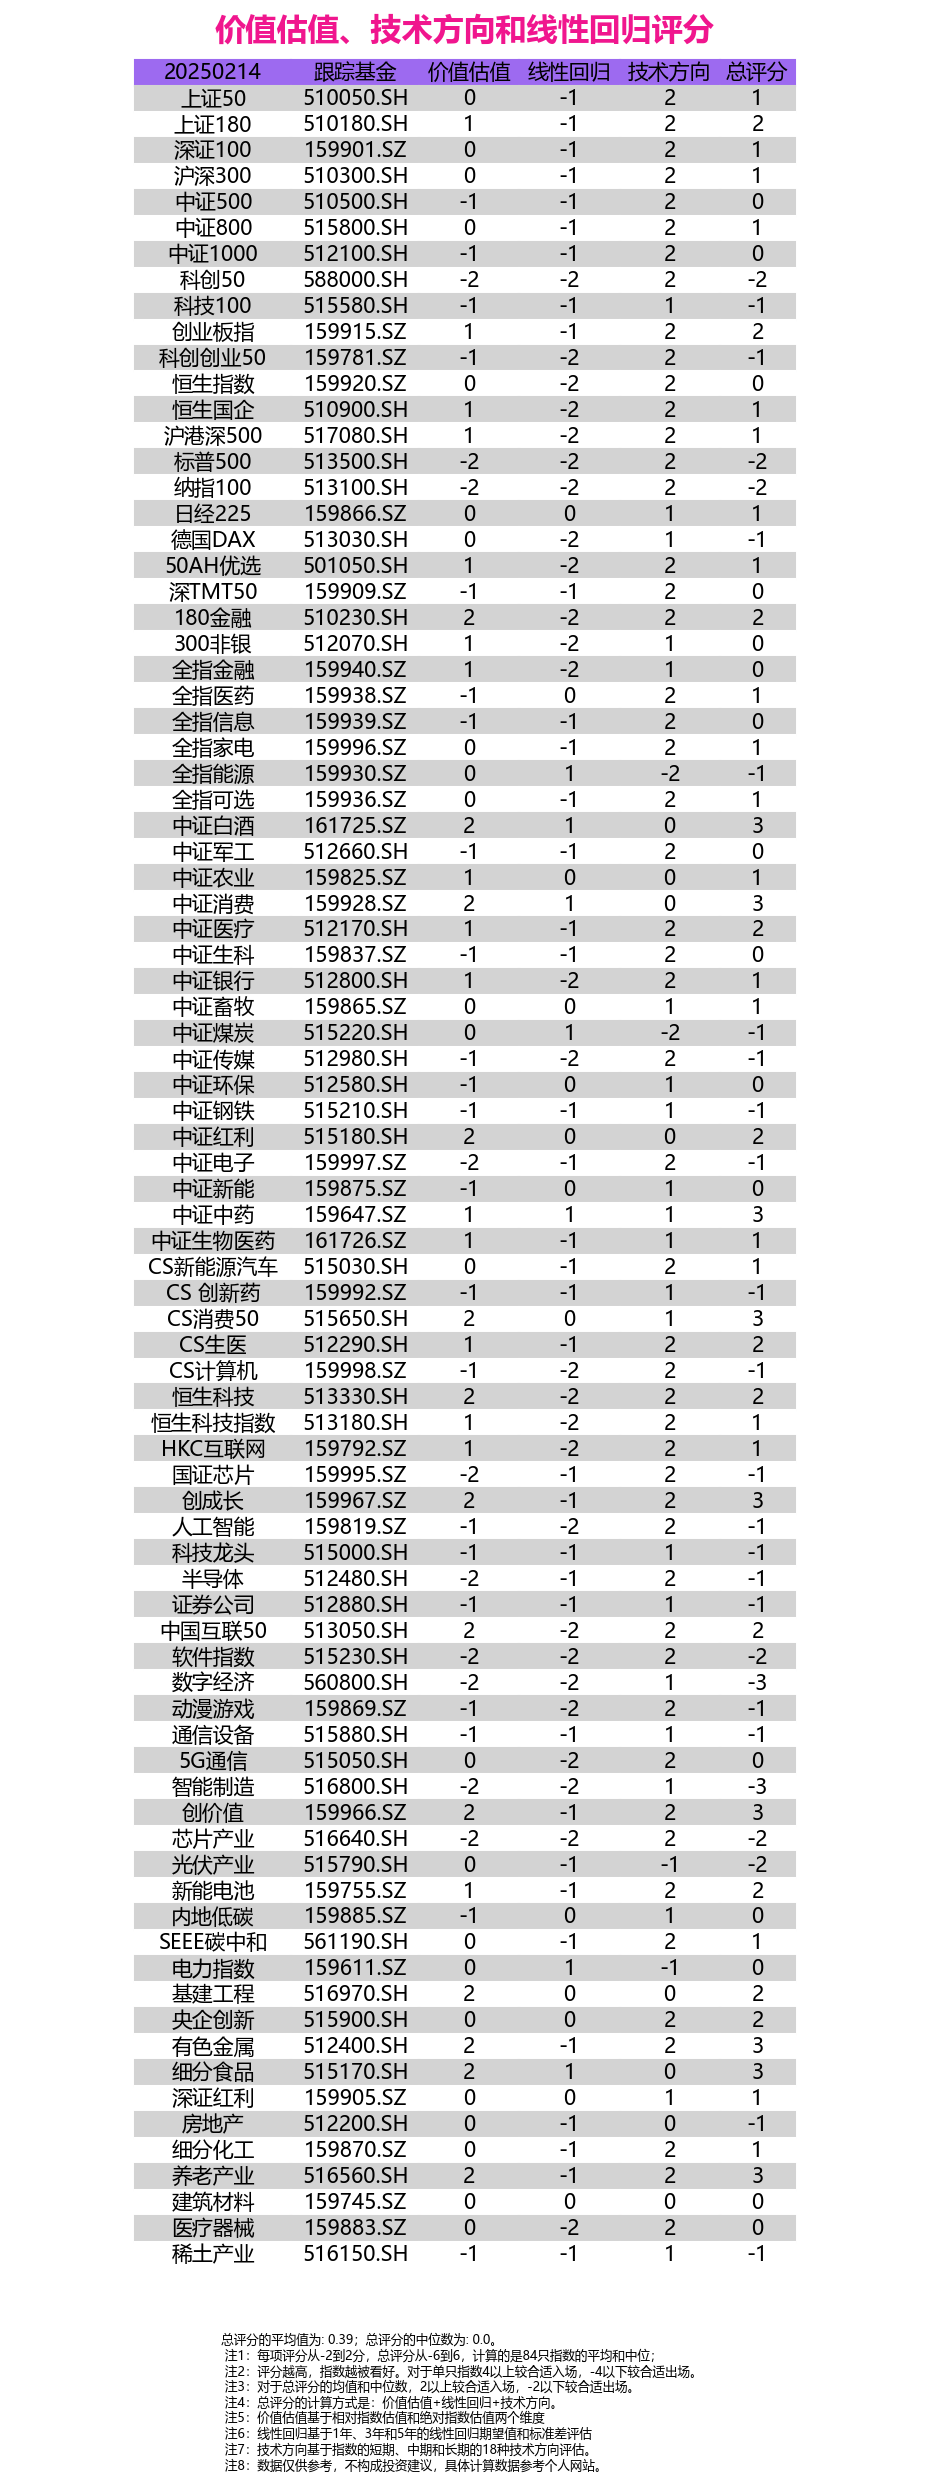 价值估值、技术方向和线性回归评分
20250214 跟踪基金 价值估值 线性回归 技术方向 总评分
上证50 510050.SH 0 -1 2 1
上证180 510180.SH 1 -1 2 2
深证100 159901.SZ 0 -1 2 1
沪深300 510300.SH 0 -1 2 1
中证500 510500.SH -1 -1 2 0
中证800 515800.SH 0 -1 2 1
中证1000 512100.SH -1 -1 2 0
科创50 588000.SH -2 -2 2 -2
科技100 515580.SH -1 -1 1 -1
创业板指 159915.SZ 1 -1 2 2
科创创业50 159781.SZ -1 -2 2 -1
恒生指数 159920.SZ 0 -2 2 0
恒生国企 510900.SH 1 -2 2 1
沪港深500 517080.SH 1 -2 2 1
标普500 513500.SH -2 -2 2 -2
纳指100 513100.SH -2 -2 2 -2
日经225 159866.SZ 0 0 1 1
德国DAX 513030.SH 0 -2 1 -1
50AH优选 501050.SH 1 -2 2 1
深TMT50 159909.SZ -1 -1 2 0
180金融 510230.SH 2 -2 2 2
300非银 512070.SH 1 -2 1 0
全指金融 159940.SZ 1 -2 1 0
全指医药 159938.SZ -1 0 2 1
全指信息 159939.SZ -1 -1 2 0
全指家电 159996.SZ 0 -1 2 1
全指能源 159930.SZ 0 1 -2 -1
全指可选 159936.SZ 0 -1 2 1
中证白酒 161725.SZ 2 1 0 3
中证军工 512660.SH -1 -1 2 0
中证农业 159825.SZ 1 0 0 1
中证消费 159928.SZ 2 1 0 3
中证医疗 512170.SH 1 -1 2 2
中证生科 159837.SZ -1 -1 2 0
中证银行 512800.SH 1 -2 2 1
中证畜牧 159865.SZ 0 0 1 1
中证煤炭 515220.SH 0 1 -2 -1
中证传媒 512980.SH -1 -2 2 -1
中证环保 512580.SH -1 0 1 0
中证钢铁 515210.SH -1 -1 1 -1
中证红利 515180.SH 2 0 0 2
中证电子 159997.SZ -2 -1 2 -1
中证新能 159875.SZ -1 0 1 0
中证中药 159647.SZ 1 1 1 3
中证生物医药 161726.SZ 1 -1 1 1
CS新能源汽车 515030.SH 0 -1 2 1
CS 创新药 159992.SZ -1 -1 1 -1
CS消费50 515650.SH 2 0 1 3
CS生医 512290.SH 1 -1 2 2
CS计算机 159998.SZ -1 -2 2 -1
恒生科技 513330.SH 2 -2 2 2
恒生科技指数 513180.SH 1 -2 2 1
HKC互联网 159792.SZ 1 -2 2 1
国证芯片 159995.SZ -2 -1 2 -1
创成长 159967.SZ 2 -1 2 3
人工智能 159819.SZ -1 -2 2 -1
科技龙头 515000.SH -1 -1 1 -1
半导体 512480.SH -2 -1 2 -1
证券公司 512880.SH -1 -1 1 -1
中国互联50 513050.SH 2 -2 2 2
软件指数 515230.SH -2 -2 2 -2
数字经济 560800.SH -2 -2 1 -3
动漫游戏 159869.SZ -1 -2 2 -1
通信设备 515880.SH -1 -1 1 -1
5G通信 515050.SH 0 -2 2 0
智能制造 516800.SH -2 -2 1 -3
创价值 159966.SZ 2 -1 2 3
芯片产业 516640.SH -2 -2 2 -2
光伏产业 515790.SH 0 -1 -1 -2
新能电池 159755.SZ 1 -1 2 2
内地低碳 159885.SZ -1 0 1 0
SEEE碳中和 561190.SH 0 -1 2 1
电力指数 159611.SZ 0 1 -1 0
基建工程 516970.SH 2 0 0 2
央企创新 515900.SH 0 0 2 2
有色金属 512400.SH 2 -1 2 3
细分食品 515170.SH 2 1 0 3
深证红利 159905.SZ 0 0 1 1
房地产 512200.SH 0 -1 0 -1
细分化工 159870.SZ 0 -1 2 1
养老产业 516560.SH 2 -1 2 3
建筑材料 159745.SZ 0 0 0 0
医疗器械 159883.SZ 0 -2 2 0
稀土产业 516150.SH -1 -1 1 -1
总评分的平均值为: 0.39；总评分的中位数为: 0.0。
注1：每项评分从-2到2分，总评分从-6到6，计算的是84只指数的平均和中位；
注2：评分越高，指数越被看好。对于单只指数4以上较合适入场，-4以下较合适出场。
注3：对于总评分的均值和中位数，2以上较合适入场，-2以下较合适出场。
注4：总评分的计算方式是：价值估值+线性回归+技术方向。
注5：价值估值基于相对指数估值和绝对指数估值两个维度
注6：线性回归基于1年、3年和5年的线性回归期望值和标准差评估
注7：技术方向基于指数的短期、中期和长期的18种技术方向评估。
注8：数据仅供参考，不构成投资建议，具体计算数据参考个人网站。